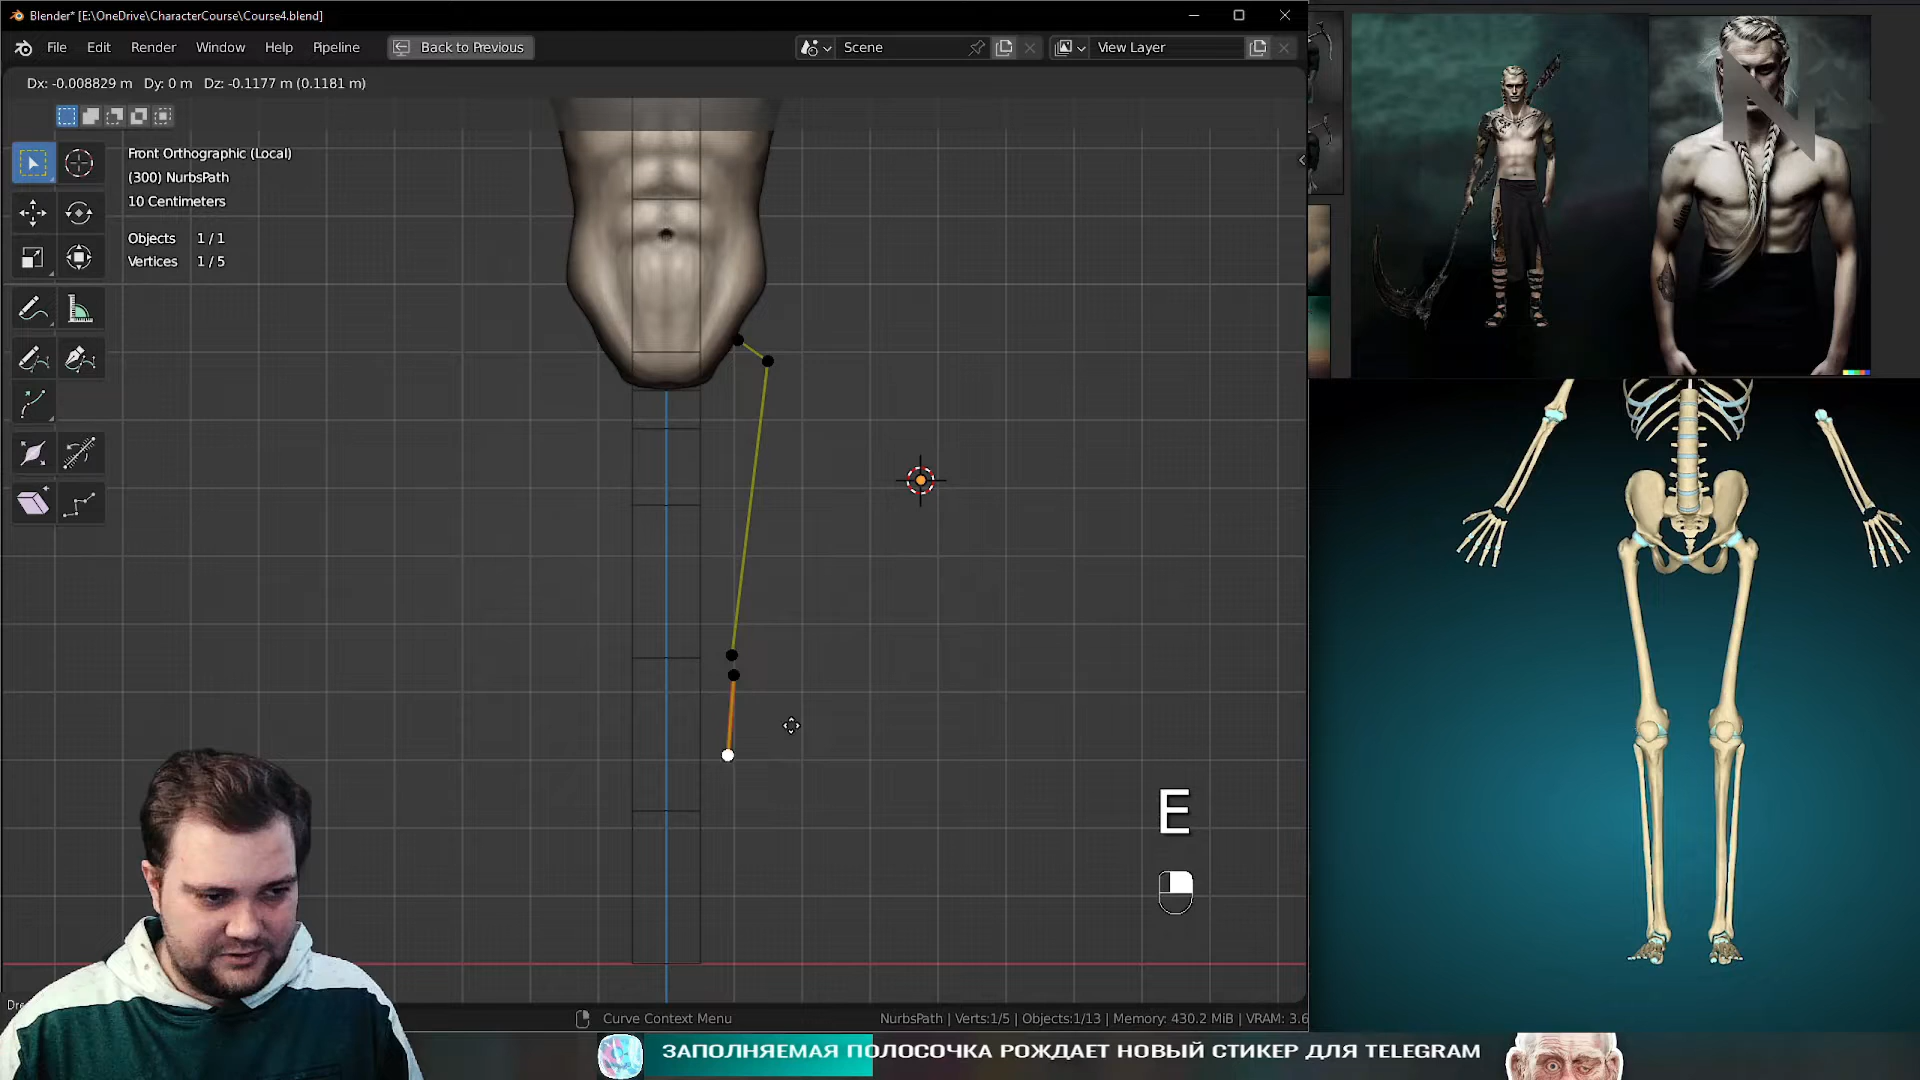 Blender* [E:\OneDrive\CharacterCourse\Course4.blend]
File Edit Render Window Help Pipeline Back to Previous Scene View Layer
Dx: -0.008829 m Dy: 0 m Dz: -0.1177 m (0.1181 m)
Front Orthographic (Local)
(300) NurbsPath
10 Centimeters
Objects 1 / 1
Vertices 1 / 5
E
Curve Context Menu
NurbsPath | Verts:1/5 | Objects:1/13 | Memory: 430.2 MiB | VRAM: 3.6
ЗАПОЛНЯЕМАЯ ПОЛОСОЧКА РОЖДАЕТ НОВЫЙ СТИКЕР ДЛЯ TELEGRAM